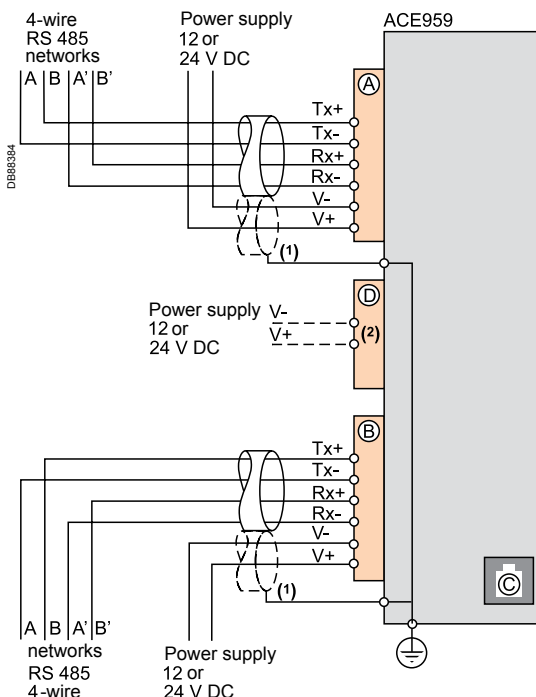 4-wire
RS 485
networks
A B A' B'
Power supply
12 or
24 V DC
ACE959
DB88384
A
Tx+
Tx-
Rx+
Rx-
V-
V+
(1)
D
Power supply
12 or
24 V DC
V-
V+
(2)
B
Tx+
Tx-
Rx+
Rx-
V-
V+
(1)
C
A B A' B'
networks
RS 485
4-wire
Power supply
12 or
24 V DC